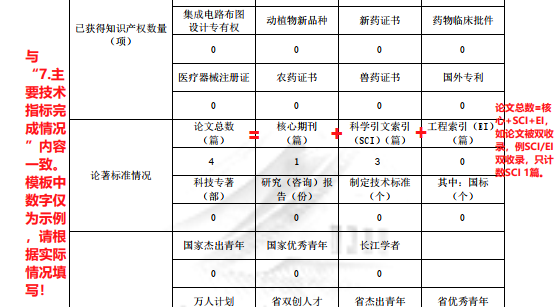 集成电路布图
设计专有权
动植物新品种
新药证书
药物临床批件
已获得知识产权数量
(项)
0
0
0
0
医疗器械注册证
农药证书
兽药证书
国外专利
0
0
0
0
与
“7.主
要技术
指标完
成情况
”内容
一致。
模板中
数字仅
为示例
，请根
据实际
情况填
写！
论著标准情况
论文总数
(篇)
=
核心期刊
(篇)
+
科学引文索引
(SCI)(篇)
+
工程索引(EI)
(篇)
4
1
3
0
科技专著
(部)
研究(咨询)报
告(份)
制定技术标准
(个)
其中：国标
(个)
0
0
0
0
论文总数=核
心+SCI+EI，
如论文被双收
录，例SCI/EI
双收录，只计
数SCI 1篇。
国家杰出青年
国家优秀青年
长江学者
0
0
0
万人计划
省双创人才
省杰出青年
省优秀青年